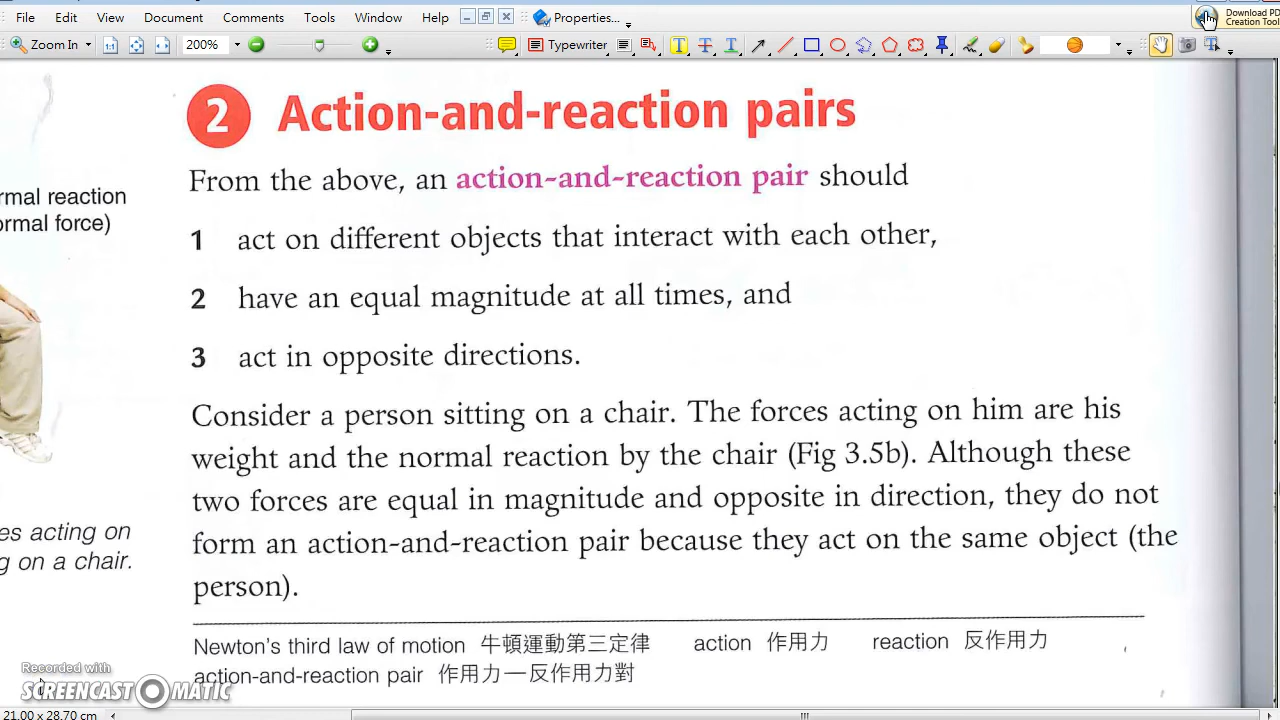 File Edit View Document Comments Tools Window Help Properties...
Download PD
Creation Tool
Zoom In 200% Typewriter
2 Action-and-reaction pairs
From the above, an action-and-reaction pair should
rmal reaction
ormal force)
1 act on different objects that interact with each other,
2 have an equal magnitude at all times, and
3 act in opposite directions.
Consider a person sitting on a chair. The forces acting on him are his
weight and the normal reaction by the chair (Fig 3.5b). Although these
two forces are equal in magnitude and opposite in direction, they do not
form an action-and-reaction pair because they act on the same object (the
person).
es acting on
g on a chair.
Newton's third law of motion 牛頓運動第三定律 action 作用力 reaction 反作用力
action-and-reaction pair 作用力—反作用力對
Recorded with
SCREENCAST-O-MATIC
21.00 x 28.70 cm